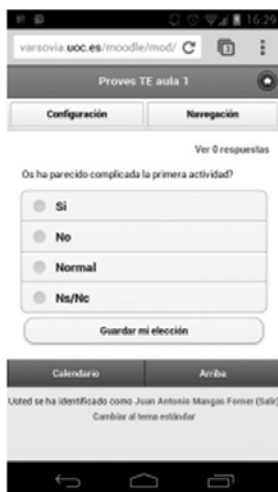 16:29
varsovia.uoc.es/moodle/mod/
3
Proves TE aula 1
Configuración
Navegación
Ver 0 respuestas
Os ha parecido complicada la primera actividad?
Si
No
Normal
Ns/Nc
Guardar mi elección
Calendario
Arriba
Usted se ha identificado como Juan Antonio Mangas Forner (Salir)
Cambiar al tema estándar